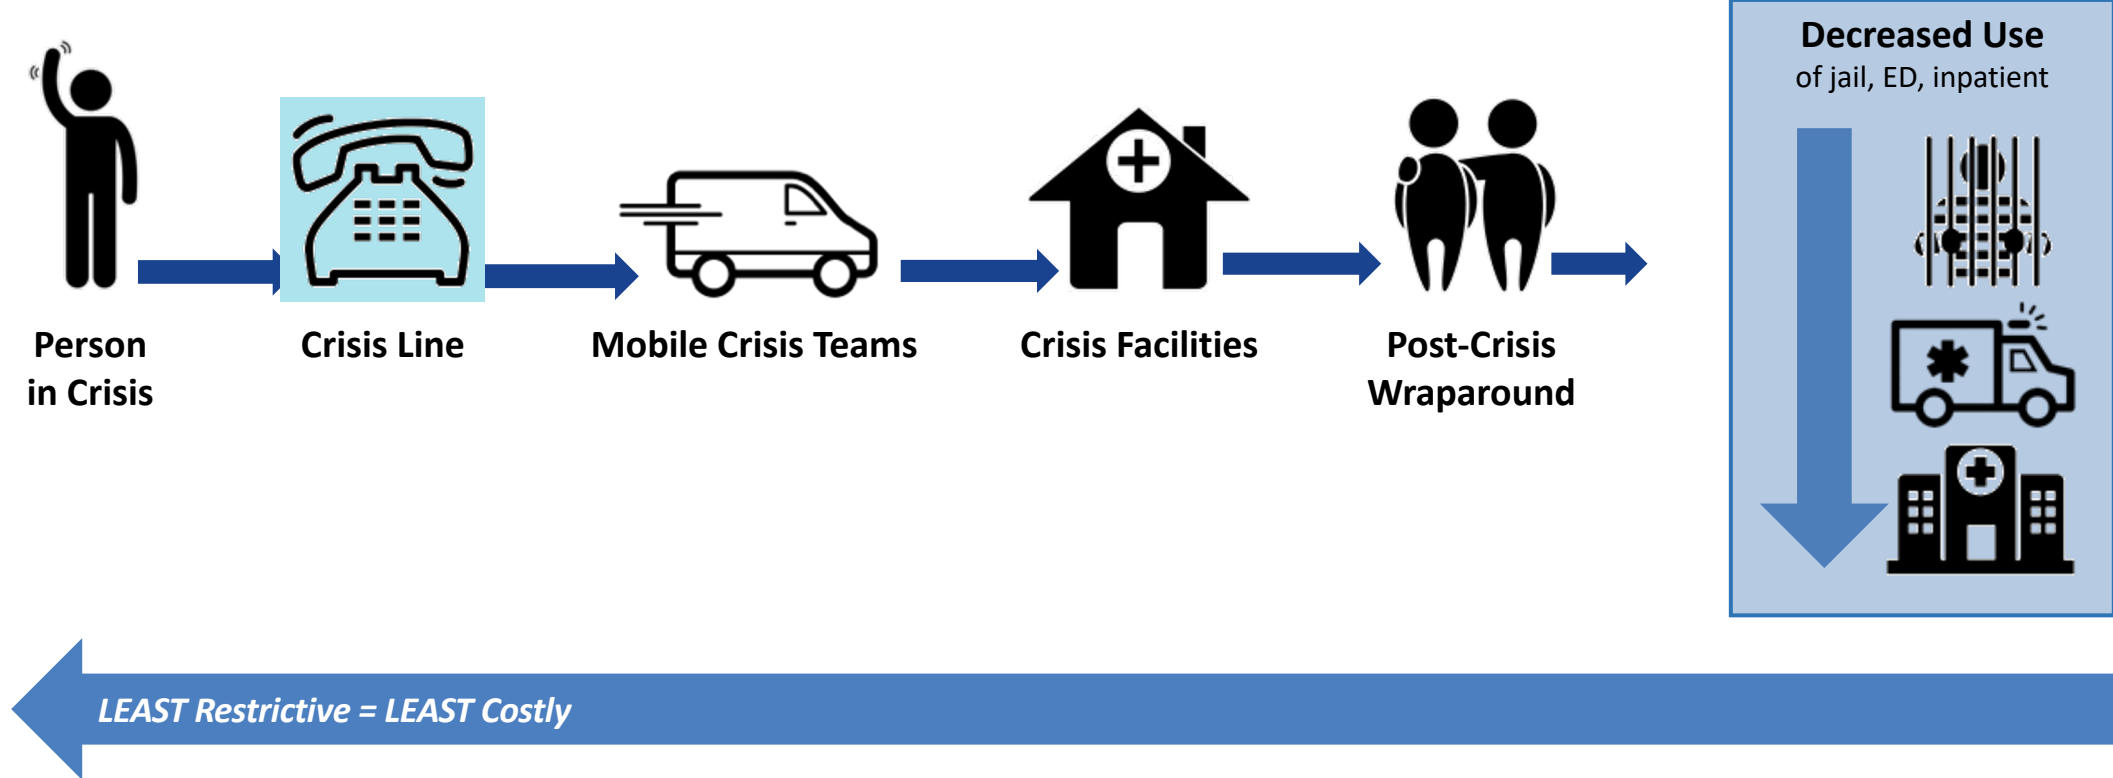 Decreased Use
of jail, ED, inpatient
Person
in Crisis
Crisis Line
Mobile Crisis Teams
Crisis Facilities
Post-Crisis
Wraparound
LEAST Restrictive = LEAST Costly